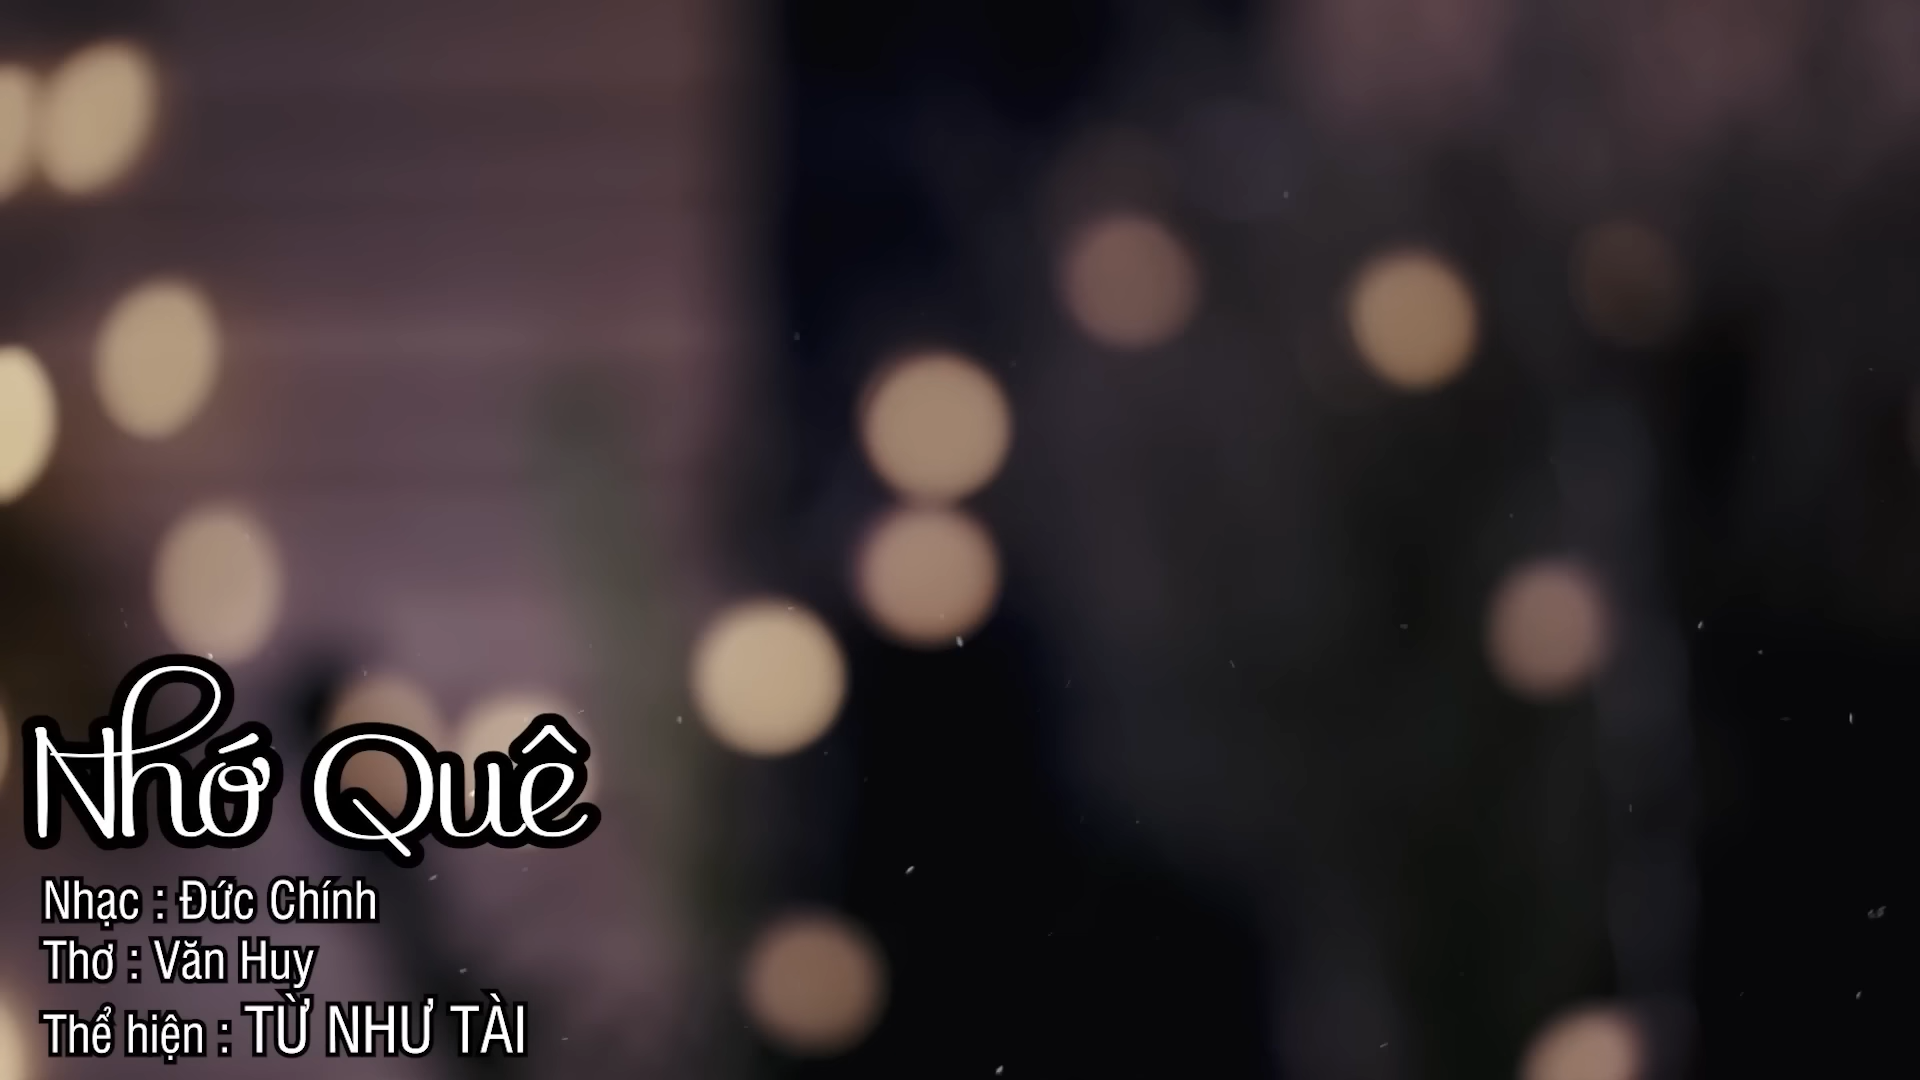 Nhớ Quê
Nhạc : Đức Chính
Thơ : Văn Huy
Thể hiện : TỪ NHƯ TÀI